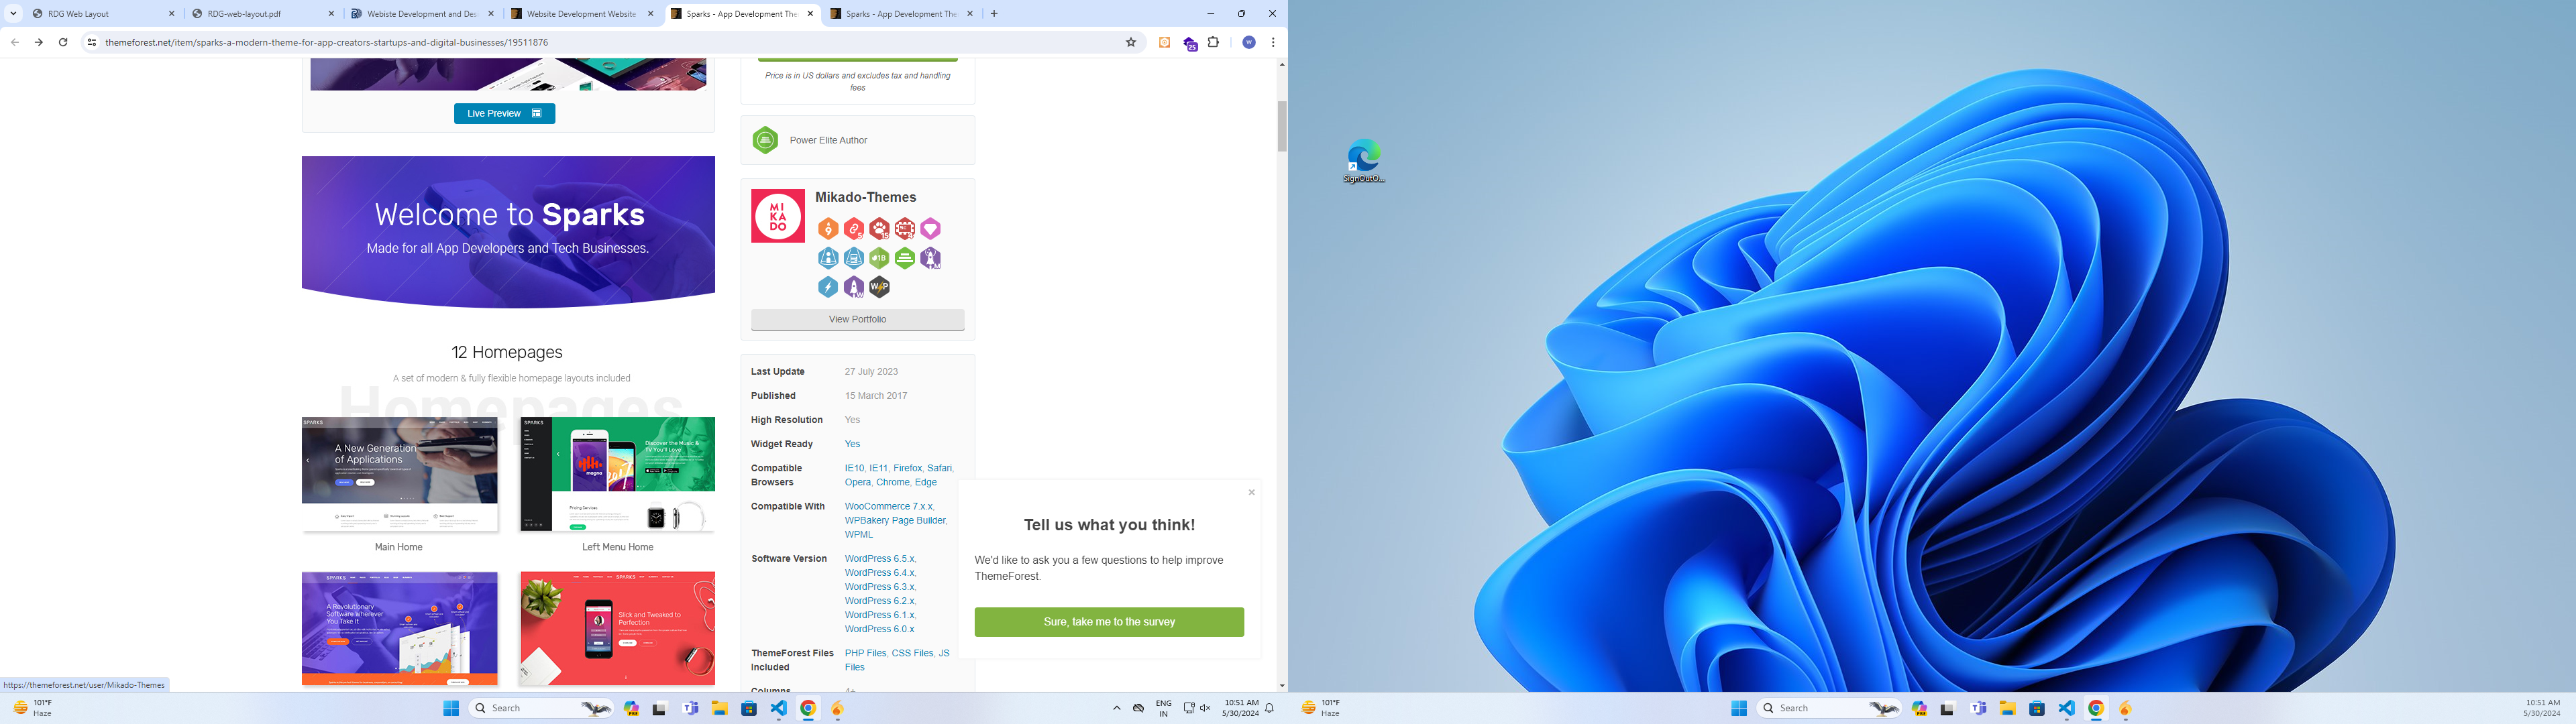 RDG Web Layout
RDG-web-layout.pdf
Webiste Development and Des
Website Development Website
Sparks - App Development The
Sparks - App Development The
themeforest.net/item/sparks-a-modern-theme-for-app-creators-startups-and-digital-businesses/19511876
25
W
Live Preview
Welcome to Sparks
Made for all App Developers and Tech Businesses.
12 Homepages
A set of modern & fully flexible homepage layouts included
Homepages
SPARKS
A New Generation
of Applications
Main Home
SPARKS
Discover the Music &
TV You'll Love
magna
Pricing Services
Left Menu Home
SPARKS
A Revolutionary
Software Wherever
You Take It
SPARKS
Slick and Tweaked to
Perfection
Price is in US dollars and excludes tax and handling
fees
Power Elite Author
MI
KA
DO
Mikado-Themes
View Portfolio
Last Update 27 July 2023
Published 15 March 2017
High Resolution Yes
Widget Ready Yes
Compatible Browsers IE10, IE11, Firefox, Safari,
Opera, Chrome, Edge
Compatible With WooCommerce 7.x.x,
WPBakery Page Builder,
WPML
Software Version WordPress 6.5.x,
WordPress 6.4.x,
WordPress 6.3.x,
WordPress 6.2.x,
WordPress 6.1.x,
WordPress 6.0.x
ThemeForest Files Included PHP Files, CSS Files, JS
Files
Columns 4+
Tell us what you think!
We'd like to ask you a few questions to help improve
ThemeForest.
Sure, take me to the survey
https://themeforest.net/user/Mikado-Themes
101°F
Haze
Search
PRE
ENG
IN
10:51 AM
5/30/2024
SignOutO...
101°F
Haze
Search
PRE
10:51 AM
5/30/2024